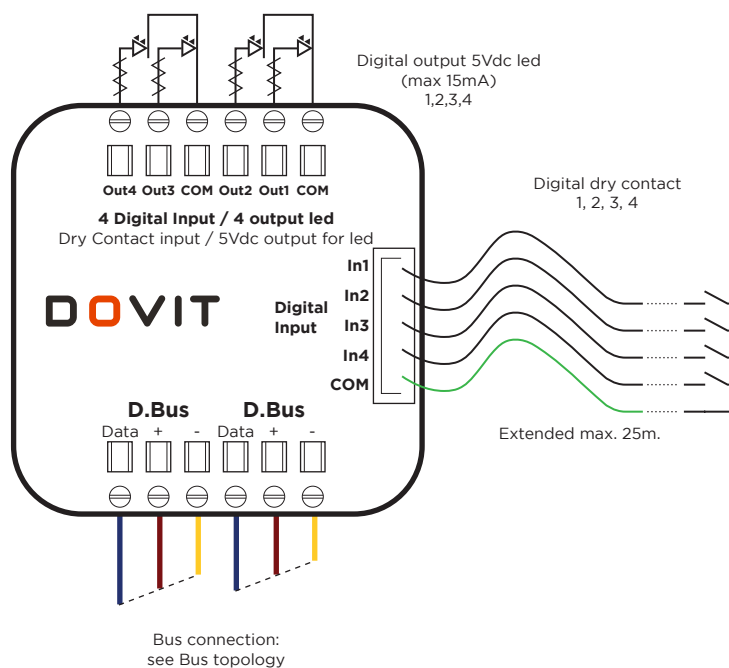 Digital output 5Vdc led
(max 15mA)
1,2,3,4
Out4 Out3 COM Out2 Out1 COM
4 Digital Input / 4 output led
Dry Contact input / 5Vdc output for led
Digital dry contact
1, 2, 3, 4
DOVIT
Digital
Input
In1
In2
In3
In4
COM
Extended max. 25m.
D.Bus D.Bus
Data + - Data + -
Bus connection:
see Bus topology